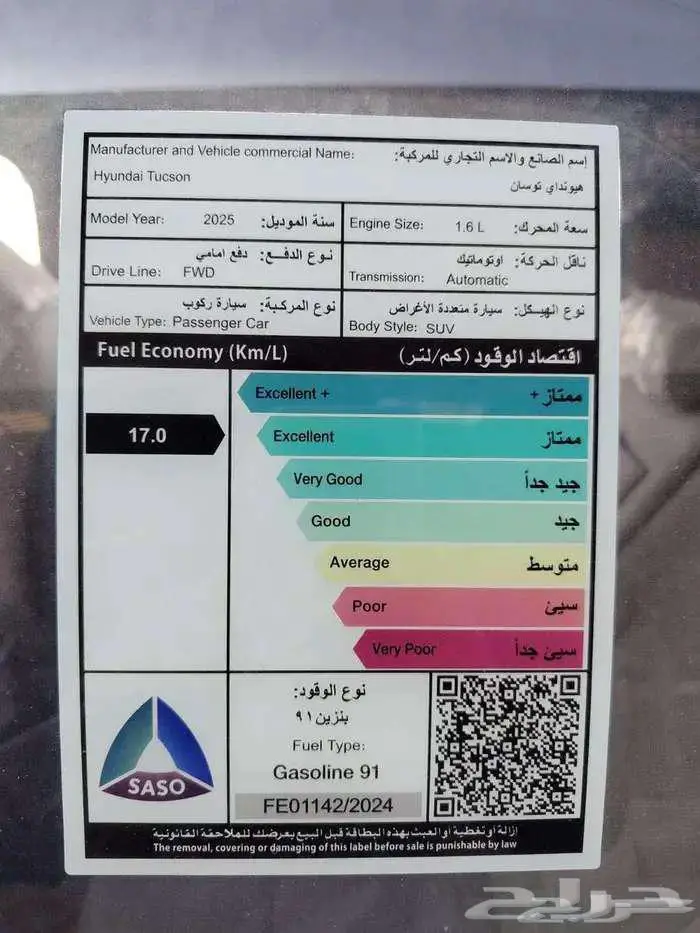 Manufacturer and Vehicle commercial Name: إسم الصانع والاسم التجاري للمركبة:
Hyundai Tucson هيونداي توسان
Model Year: 2025 سنة الموديل:
Engine Size: 1.6 L سعة المحرك:
نوع الدفع: دفع امامي
Drive Line: FWD
ناقل الحركة: اوتوماتيك
Transmission: Automatic
نوع المركبة: سيارة ركوب
Vehicle Type: Passenger Car
نوع الهيكل: سيارة متعددة الأغراض
Body Style: SUV
Fuel Economy (Km/L) اقتصاد الوقود (كم/لتر)
Excellent + ممتاز +
17.0
Excellent ممتاز
Very Good جيد جداً
Good جيد
Average متوسط
Poor سيئ
Very Poor سيئ جداً
SASO
نوع الوقود:
بنزين ٩١
Fuel Type:
Gasoline 91
FE01142/2024
إزالة أو تغطية أو العبث بهذه البطاقة قبل البيع يعرضك للملاحقة القانونية
The removal, covering or damaging of this label before sale is punishable by law
حراج